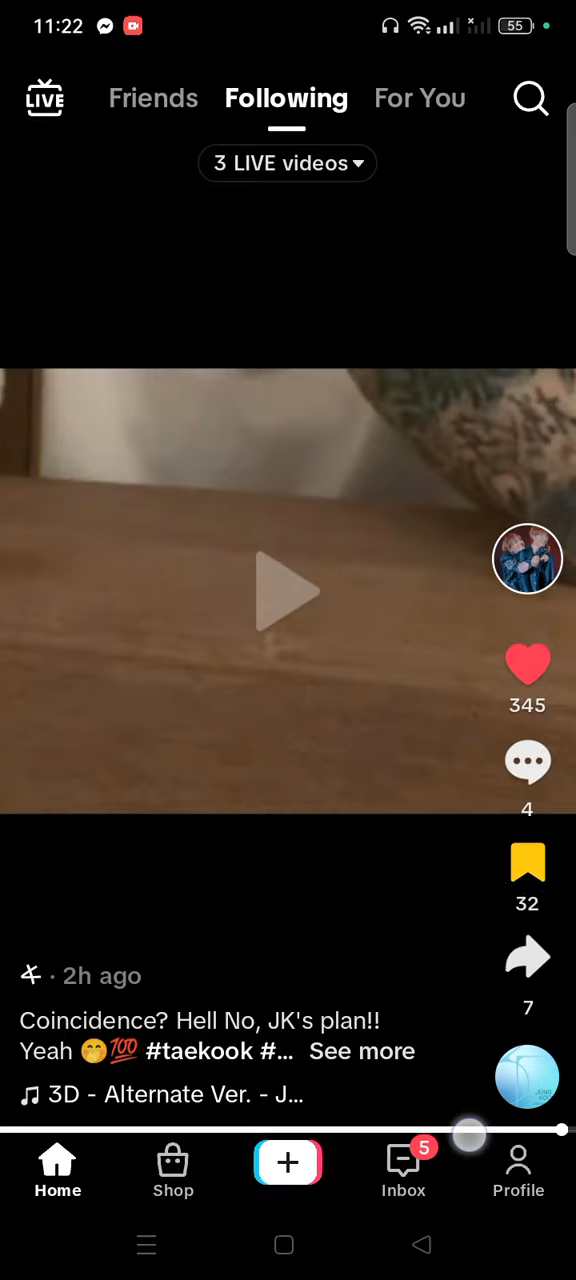 11:22
55
LIVE
Friends Following For You
3 LIVE videos
345
4
32
7
· 2h ago
Coincidence? Hell No, JK's plan!!
Yeah 🤭💯 #taekook #... See more
3D - Alternate Ver. - J...
5
Home Shop Inbox Profile